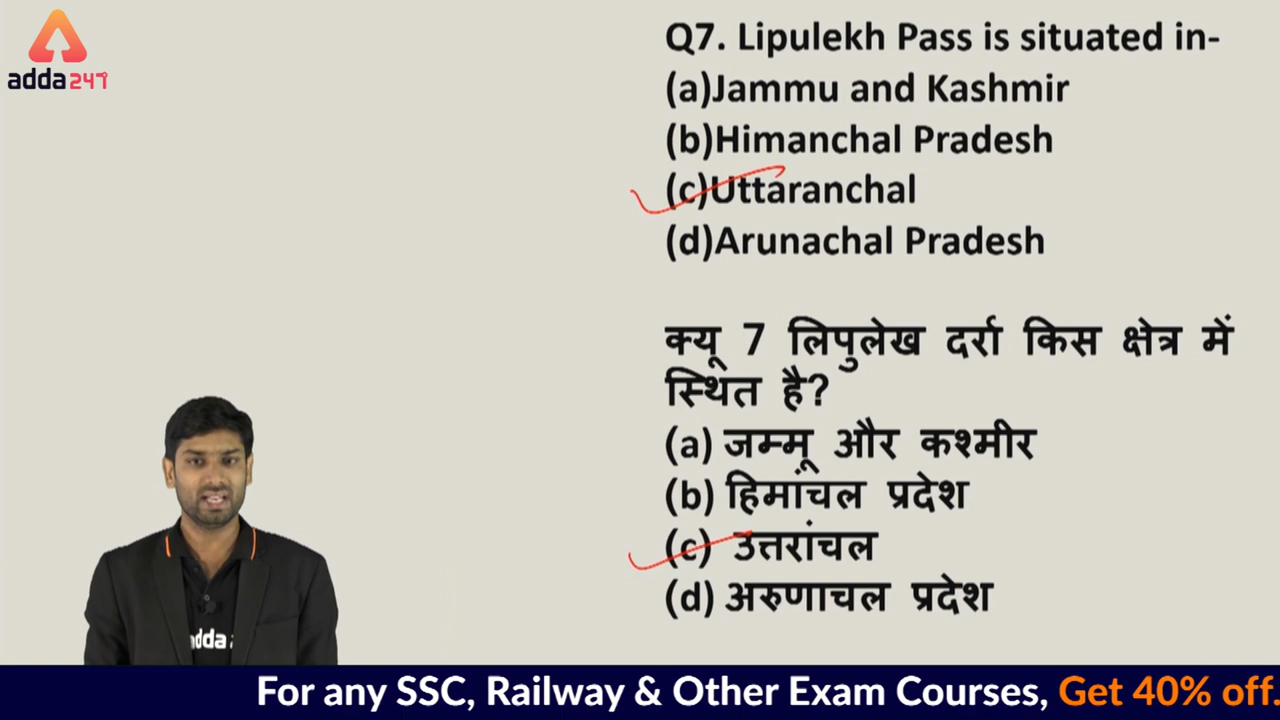 adda247
Q7. Lipulekh Pass is situated in-
(a)Jammu and Kashmir
(b)Himanchal Pradesh
(c)Uttaranchal
(d)Arunachal Pradesh
क्यू 7 लिपुलेख दर्रा किस क्षेत्र में
स्थित है?
(a) जम्मू और कश्मीर
(b) हिमांचल प्रदेश
(c) उत्तरांचल
(d) अरुणाचल प्रदेश
adda
For any SSC, Railway & Other Exam Courses, Get 40% off.